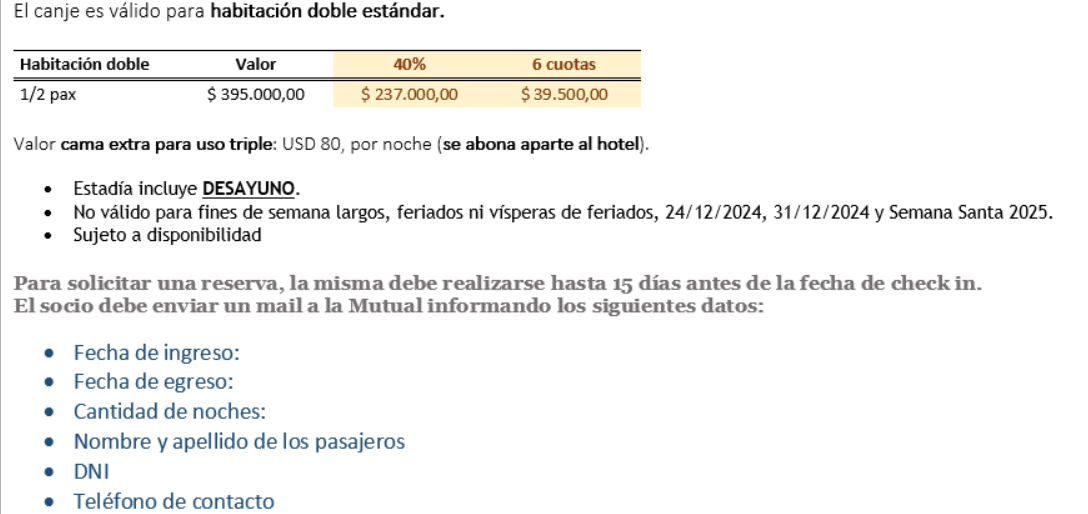 El canje es válido para habitación doble estándar.
Habitación doble Valor 40% 6 cuotas
1/2 pax $ 395.000,00 $ 237.000,00 $ 39.500,00
Valor cama extra para uso triple: USD 80, por noche (se abona aparte al hotel).
• Estadía incluye DESAYUNO.
• No válido para fines de semana largos, feriados ni vísperas de feriados, 24/12/2024, 31/12/2024 y Semana Santa 2025.
• Sujeto a disponibilidad
Para solicitar una reserva, la misma debe realizarse hasta 15 días antes de la fecha de check in.
El socio debe enviar un mail a la Mutual informando los siguientes datos:
• Fecha de ingreso:
• Fecha de egreso:
• Cantidad de noches:
• Nombre y apellido de los pasajeros
• DNI
• Teléfono de contacto